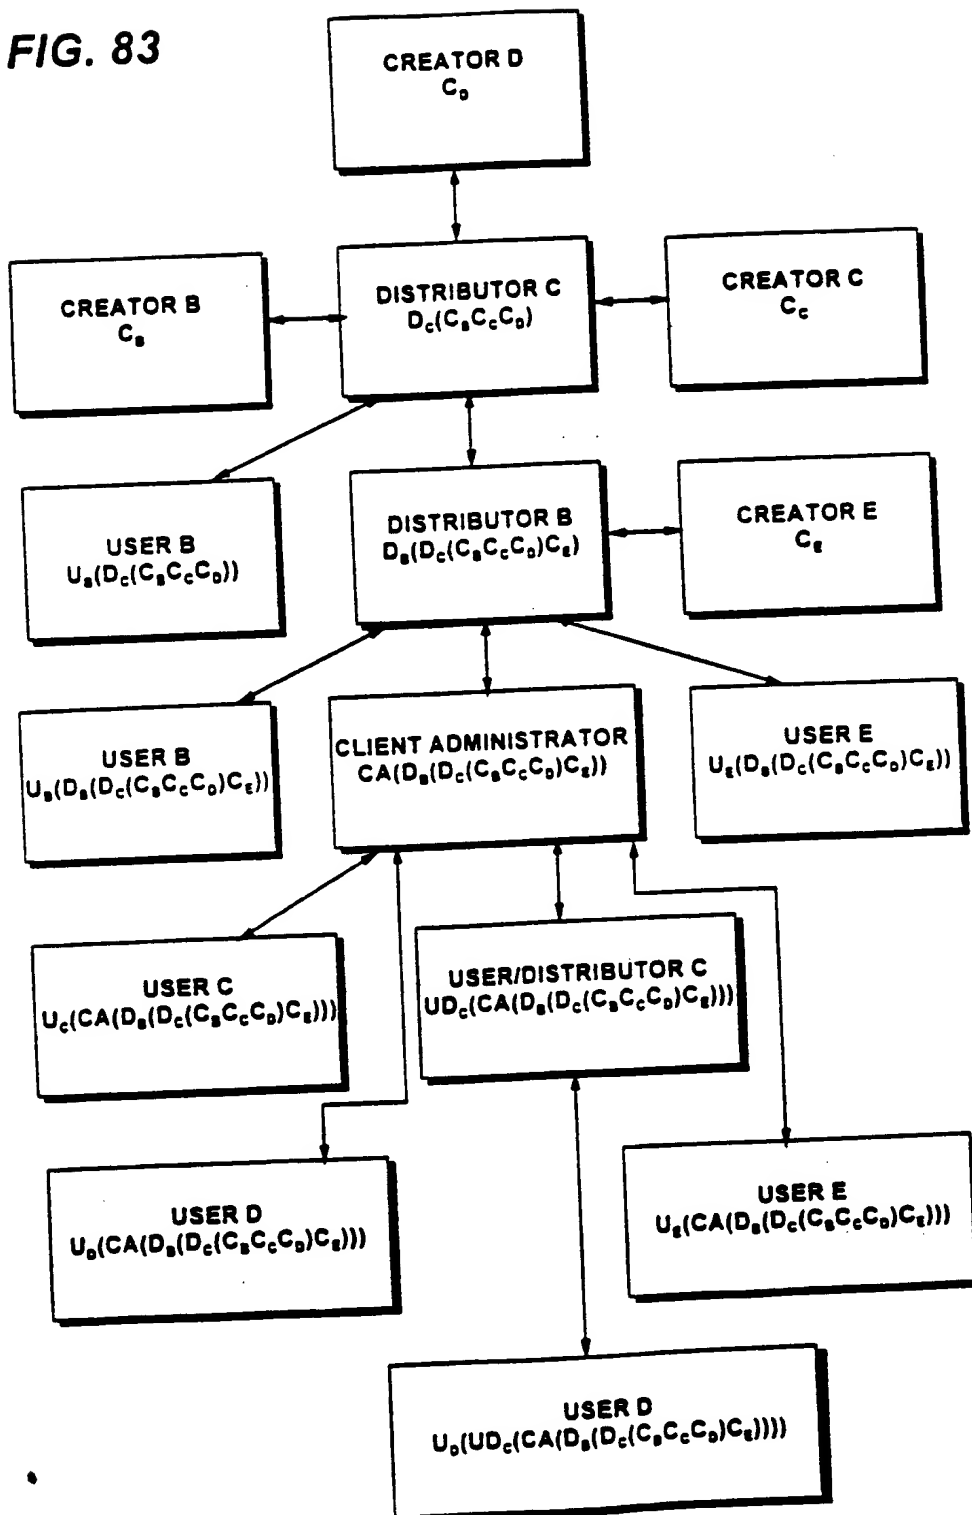 FIG. 83
CREATOR D
C_D
CREATOR B
C_B
DISTRIBUTOR C
D_C(C_BC_CC_D)
CREATOR C
C_C
USER B
U_B(D_C(C_BC_CC_D))
DISTRIBUTOR B
D_B(D_C(C_BC_CC_D)C_E)
CREATOR E
C_E
USER B
U_B(D_B(D_C(C_BC_CC_D)C_E))
CLIENT ADMINISTRATOR
CA(D_B(D_C(C_BC_CC_D)C_E))
USER E
U_E(D_B(D_C(C_BC_CC_D)C_E))
USER C
U_C(CA(D_B(D_C(C_BC_CC_D)C_E)))
USER/DISTRIBUTOR C
UD_C(CA(D_B(D_C(C_BC_CC_D)C_E)))
USER D
U_D(CA(D_B(D_C(C_BC_CC_D)C_E)))
USER E
U_E(CA(D_B(D_C(C_BC_CC_D)C_E)))
USER D
U_D(UD_C(CA(D_B(D_C(C_BC_CC_D)C_E))))